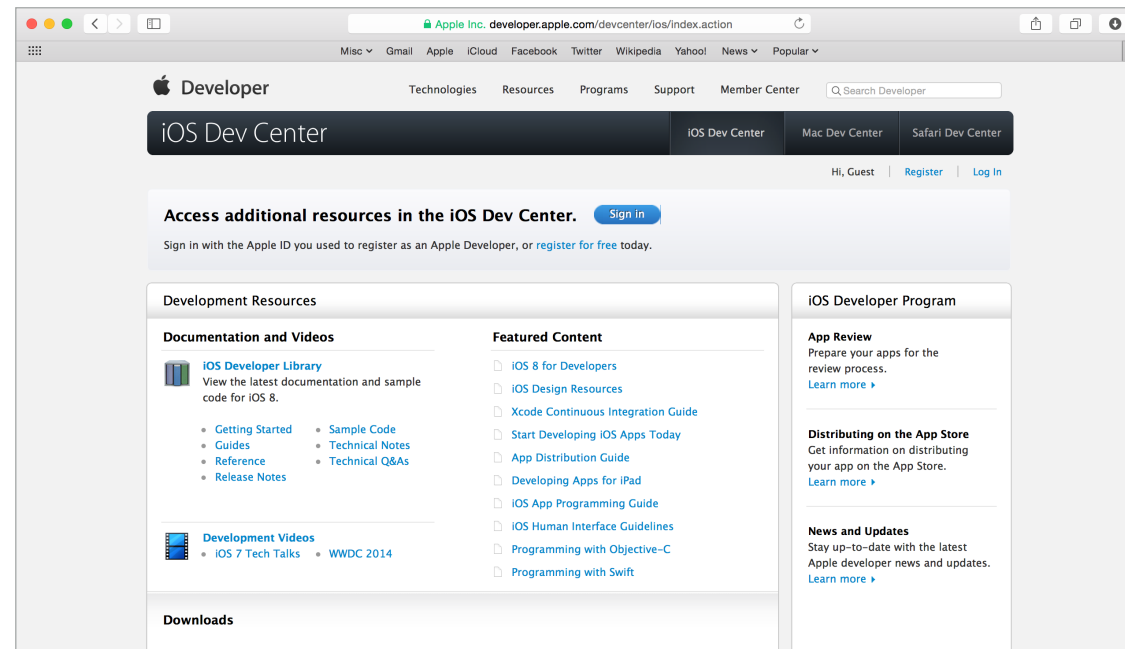 Apple Inc. developer.apple.com/devcenter/ios/index.action
Misc Gmail Apple iCloud Facebook Twitter Wikipedia Yahoo! News Popular
Developer
Technologies Resources Programs Support Member Center Search Developer
iOS Dev Center
iOS Dev Center Mac Dev Center Safari Dev Center
Hi, Guest Register Log In
Access additional resources in the iOS Dev Center. Sign in
Sign in with the Apple ID you used to register as an Apple Developer, or register for free today.
Development Resources
Documentation and Videos
iOS Developer Library
View the latest documentation and sample
code for iOS 8.
Getting Started
Guides
Reference
Release Notes
Sample Code
Technical Notes
Technical Q&As
Development Videos
iOS 7 Tech Talks WWDC 2014
Featured Content
iOS 8 for Developers
iOS Design Resources
Xcode Continuous Integration Guide
Start Developing iOS Apps Today
App Distribution Guide
Developing Apps for iPad
iOS App Programming Guide
iOS Human Interface Guidelines
Programming with Objective-C
Programming with Swift
Downloads
iOS Developer Program
App Review
Prepare your apps for the
review process.
Learn more
Distributing on the App Store
Get information on distributing
your app on the App Store.
Learn more
News and Updates
Stay up-to-date with the latest
Apple developer news and updates.
Learn more